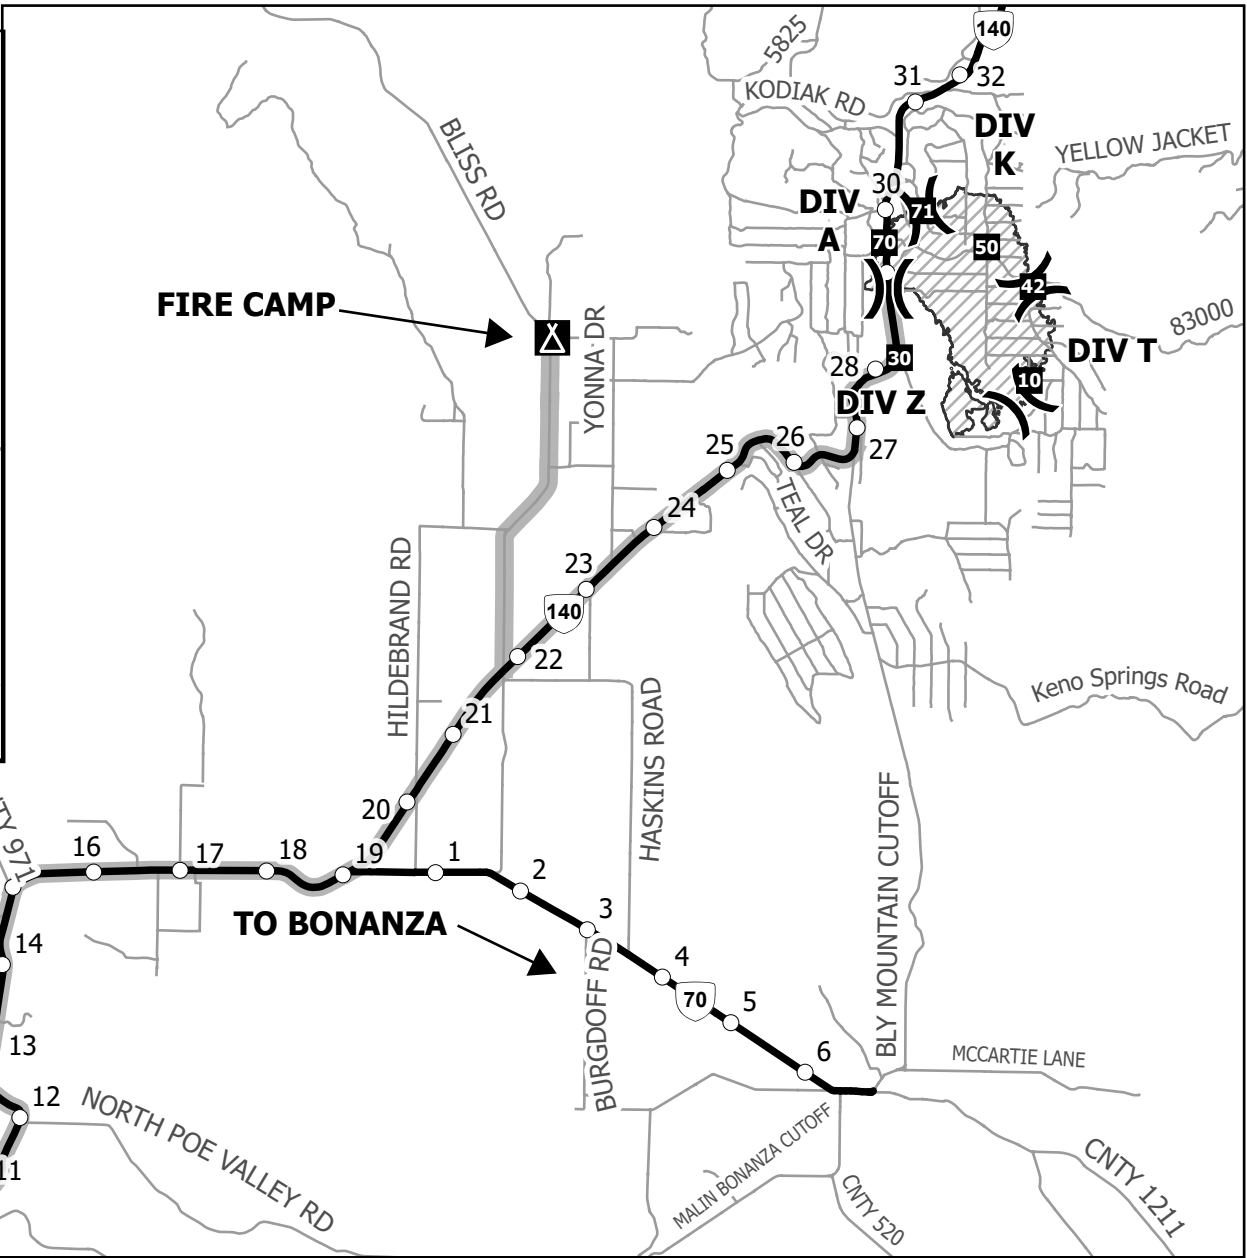 140
5825
31
32
KODIAK RD
DIV
K
YELLOW JACKET
BLISS RD
30
DIV
A
71
70
50
42
FIRE CAMP
YONNA DR
83000
28
30
DIV T
10
DIV Z
25
26
27
TEAL DR
24
23
HILDEBRAND RD
140
22
21
HASKINS ROAD
Keno Springs Road
20
BLY MOUNTAIN CUTOFF
TY 971
16
17
18
19
1
2
TO BONANZA
3
14
BURGDOFF RD
4
70
5
13
6
MCCARTIE LANE
12
NORTH POE VALLEY RD
MALIN BONANZA CUTOFF
CNTY 1211
11
CNTY 520